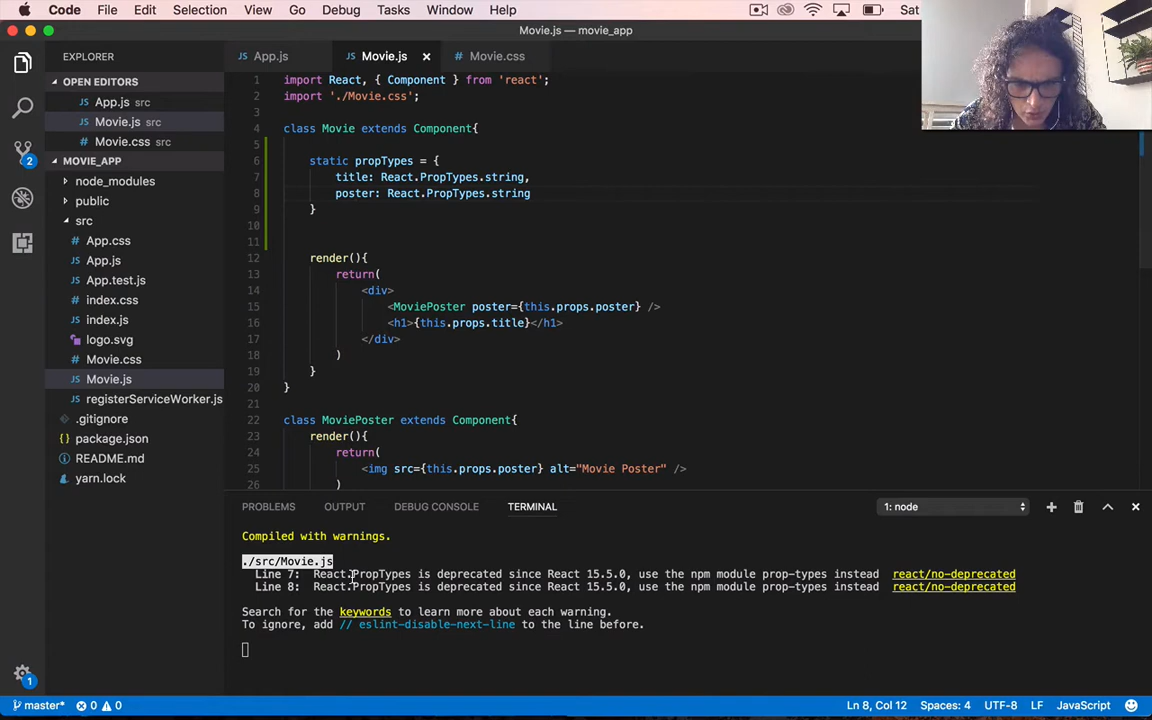 Code File Edit Selection View Go Debug Tasks Window Help Sat
Movie.js — movie_app
EXPLORER
App.js
Movie.js
Movie.css
OPEN EDITORS
App.js src
Movie.js src
Movie.css src
MOVIE_APP
node_modules
public
src
App.css
App.js
App.test.js
index.css
index.js
logo.svg
Movie.css
Movie.js
registerServiceWorker.js
.gitignore
package.json
README.md
yarn.lock
2
1
1 import React, { Component } from 'react';
2 import './Movie.css';
3
4 class Movie extends Component{
5
6 static propTypes = {
7 title: React.PropTypes.string,
8 poster: React.PropTypes.string
9 }
10
11
12 render(){
13 return(
14 <div>
15 <MoviePoster poster={this.props.poster} />
16 <h1>{this.props.title}</h1>
17 </div>
18 )
19 }
20 }
21
22 class MoviePoster extends Component{
23 render(){
24 return(
25 <img src={this.props.poster} alt="Movie Poster" />
26 )
PROBLEMS OUTPUT DEBUG CONSOLE TERMINAL 1: node
Compiled with warnings.
./src/Movie.js
Line 7: React.PropTypes is deprecated since React 15.5.0, use the npm module prop-types instead react/no-deprecated
Line 8: React.PropTypes is deprecated since React 15.5.0, use the npm module prop-types instead react/no-deprecated
Search for the keywords to learn more about each warning.
To ignore, add // eslint-disable-next-line to the line before.
master* 0 0 Ln 8, Col 12 Spaces: 4 UTF-8 LF JavaScript